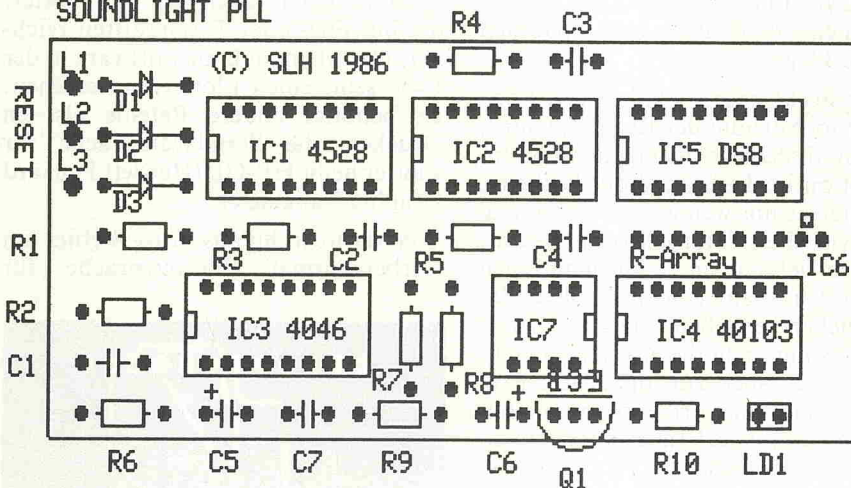 SOUNDLIGHT PLL
R4 C3
L1 (C) SLH 1986
D1
RESET
L2
D2 IC1 4528 IC2 4528 IC5 DS8
L3
D3
R1 R3 C2 R5 C4 R-Array IC6
R2 IC3 4046 IC7 IC4 40103
C1
R7 R8 ECB
+ +
R6 C5 C7 R9 C6 Q1 R10 LD1